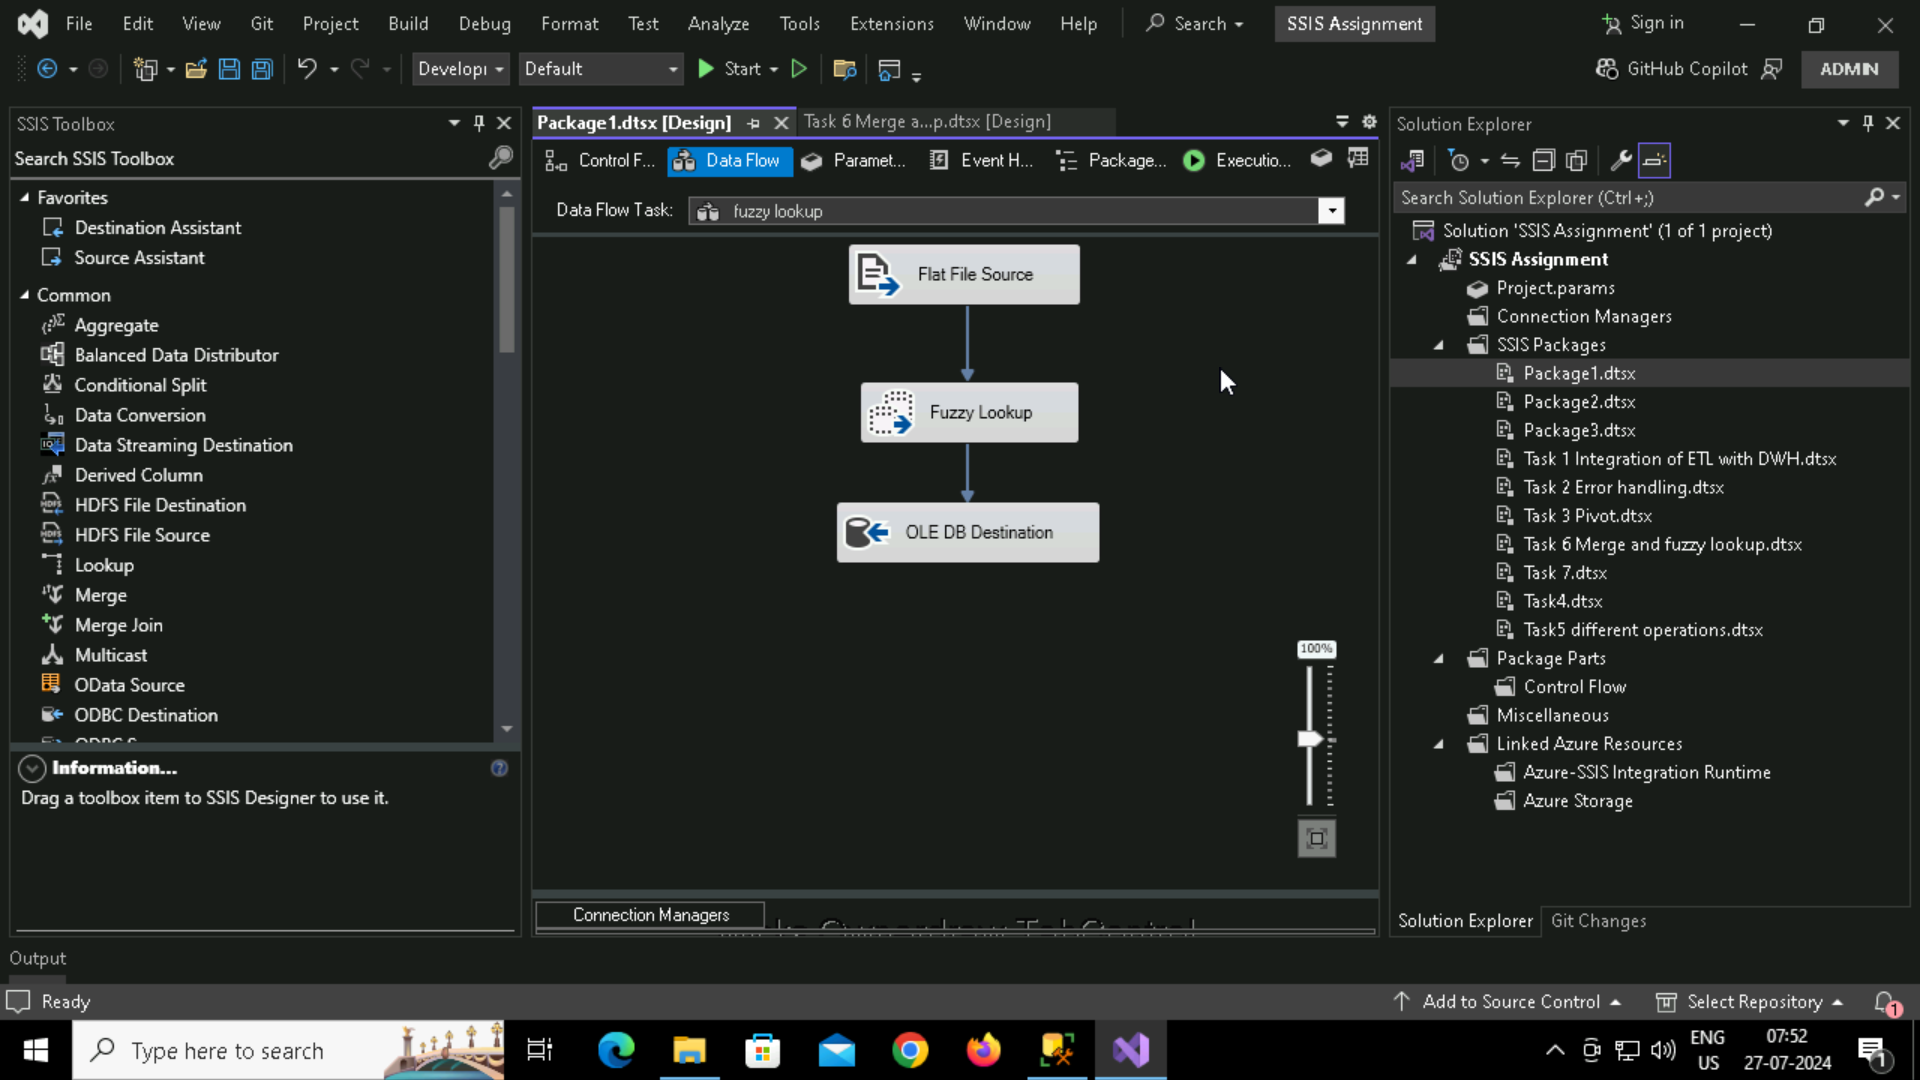 File Edit View Git Project Build Debug Format Test Analyze Tools Extensions Window Help Search SSIS Assignment Sign in
Developi Default Start GitHub Copilot ADMIN
SSIS Toolbox
Search SSIS Toolbox
Favorites
Destination Assistant
Source Assistant
Common
Aggregate
Balanced Data Distributor
Conditional Split
Data Conversion
Data Streaming Destination
Derived Column
HDFS File Destination
HDFS File Source
Lookup
Merge
Merge Join
Multicast
OData Source
ODBC Destination
Information...
Drag a toolbox item to SSIS Designer to use it.
Package1.dtsx [Design] Task 6 Merge a...p.dtsx [Design]
Control F... Data Flow Paramet... Event H... Package... Executio...
Data Flow Task: fuzzy lookup
Flat File Source
Fuzzy Lookup
OLE DB Destination
100%
Connection Managers
Solution Explorer
Search Solution Explorer (Ctrl+;)
Solution 'SSIS Assignment' (1 of 1 project)
SSIS Assignment
Project.params
Connection Managers
SSIS Packages
Package1.dtsx
Package2.dtsx
Package3.dtsx
Task 1 Integration of ETL with DWH.dtsx
Task 2 Error handling.dtsx
Task 3 Pivot.dtsx
Task 6 Merge and fuzzy lookup.dtsx
Task 7.dtsx
Task4.dtsx
Task5 different operations.dtsx
Package Parts
Control Flow
Miscellaneous
Linked Azure Resources
Azure-SSIS Integration Runtime
Azure Storage
Solution Explorer Git Changes
Output
Ready Add to Source Control Select Repository 1
Type here to search ENG US 07:52 27-07-2024 1